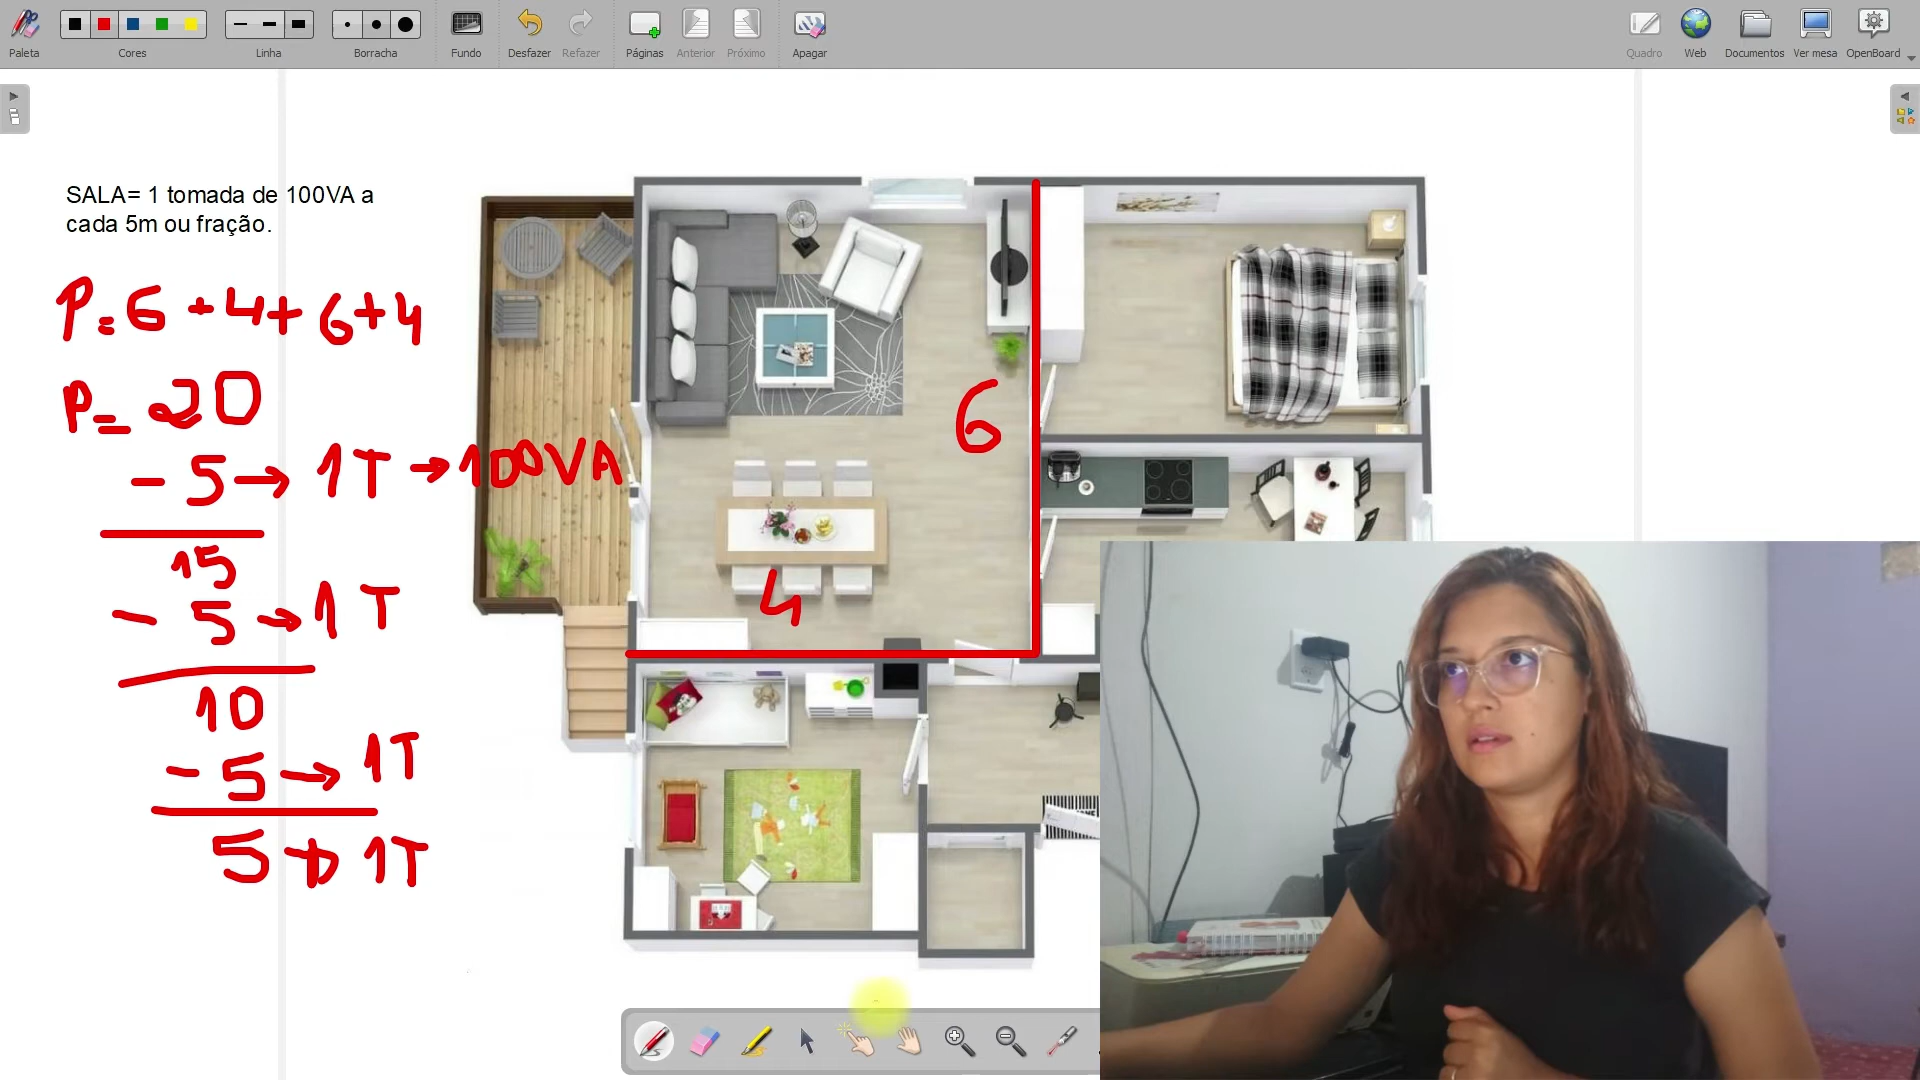 Paleta Cores Linha Borracha Fundo Desfazer Refazer Páginas Anterior Próximo Apagar Quadro Web Documentos Ver mesa OpenBoard
SALA= 1 tomada de 100VA a
cada 5m ou fração.
P= 6 + 4 + 6 + 4
P= 20
- 5 → 1T → 100VA
15
- 5 → 1T
10
- 5 → 1T
5 → 1T
6
4